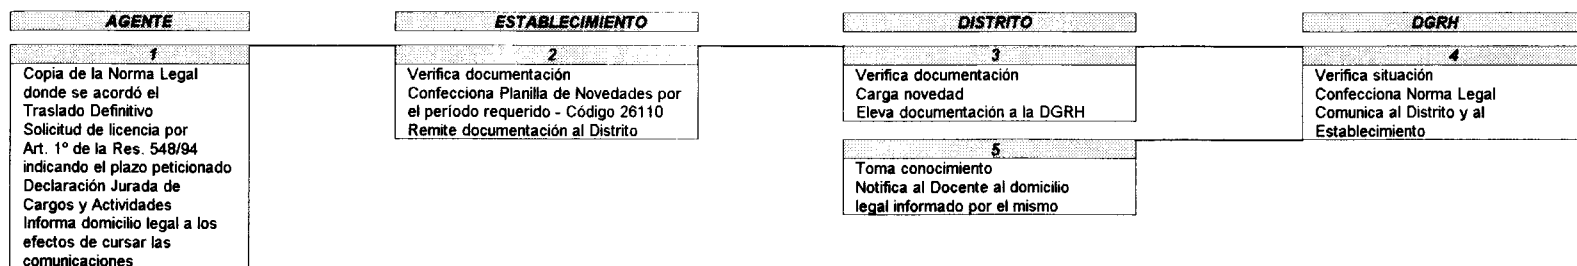 AGENTE
ESTABLECIMIENTO
DISTRITO
DGRH
1
Copia de la Norma Legal
donde se acordó el
Traslado Definitivo
Solicitud de licencia por
Art. 1º de la Res. 548/94
indicando el plazo peticionado
Declaración Jurada de
Cargos y Actividades
Informa domicilio legal a los
efectos de cursar las
comunicaciones
2
Verifica documentación
Confecciona Planilla de Novedades por
el período requerido - Código 26110
Remite documentación al Distrito
3
Verifica documentación
Carga novedad
Eleva documentación a la DGRH
4
Verifica situación
Confecciona Norma Legal
Comunica al Distrito y al
Establecimiento
5
Toma conocimiento
Notifica al Docente al domicilio
legal informado por el mismo